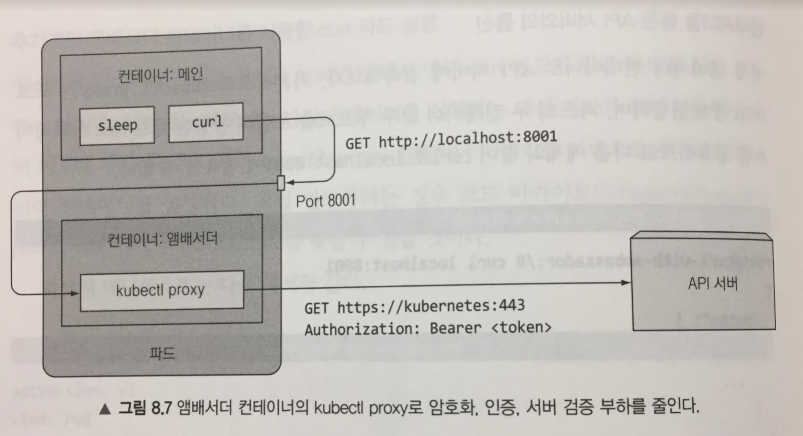 컨테이너: 메인
sleep
curl
GET http://localhost:8001
Port 8001
컨테이너: 앰배서더
kubectl proxy
API 서버
GET https://kubernetes:443
Authorization: Bearer <token>
파드
▲ 그림 8.7 앰배서더 컨테이너의 kubectl proxy로 암호화, 인증, 서버 검증 부하를 줄인다.